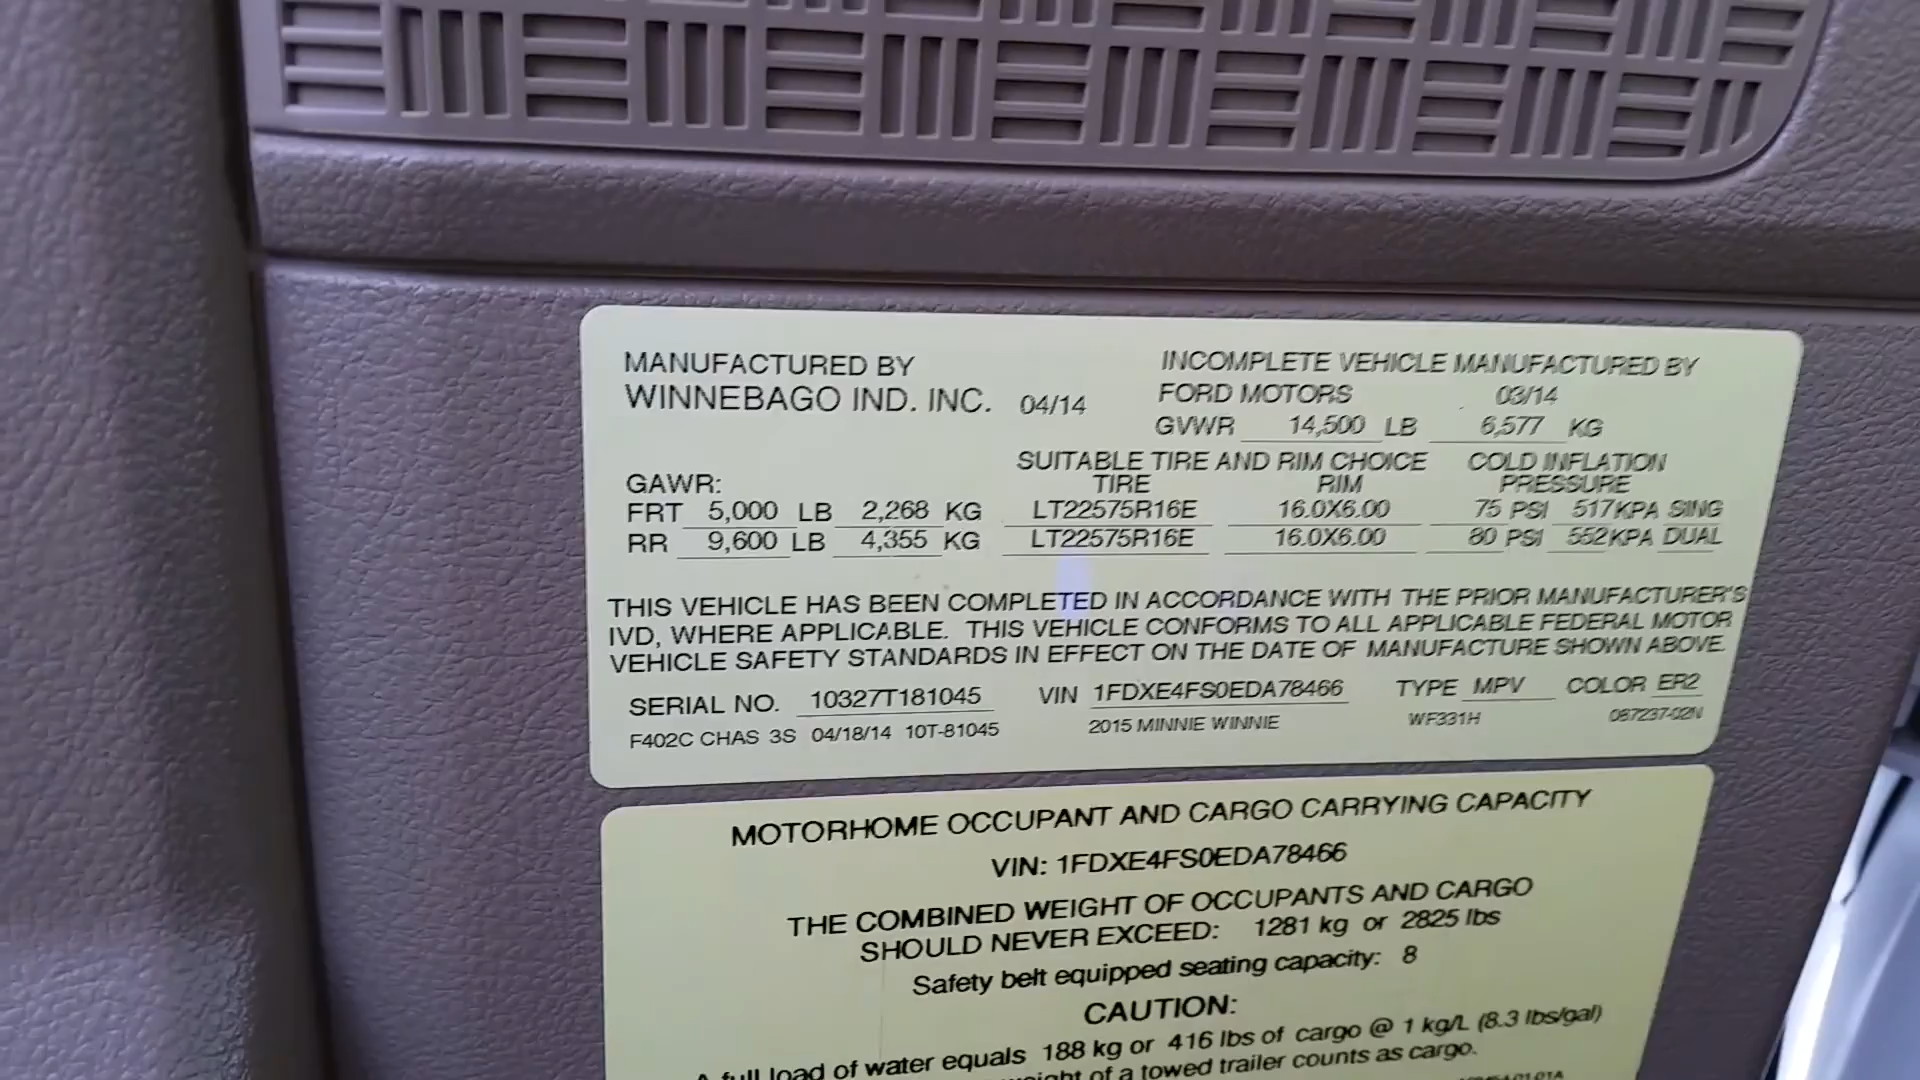 MANUFACTURED BY
WINNEBAGO IND. INC. 04/14
INCOMPLETE VEHICLE MANUFACTURED BY
FORD MOTORS 03/14
GVWR 14,500 LB 6,577 KG
SUITABLE TIRE AND RIM CHOICE COLD INFLATION
GAWR: TIRE RIM PRESSURE
FRT 5,000 LB 2,268 KG LT22575R16E 16.0X6.00 75 PSI 517KPA SING
RR 9,600 LB 4,355 KG LT22575R16E 16.0X6.00 80 PSI 552KPA DUAL
THIS VEHICLE HAS BEEN COMPLETED IN ACCORDANCE WITH THE PRIOR MANUFACTURER'S
IVD, WHERE APPLICABLE. THIS VEHICLE CONFORMS TO ALL APPLICABLE FEDERAL MOTOR
VEHICLE SAFETY STANDARDS IN EFFECT ON THE DATE OF MANUFACTURE SHOWN ABOVE.
SERIAL NO. 10327T181045 VIN 1FDXE4FS0EDA78466 TYPE MPV COLOR ER2
F402C CHAS 3S 04/18/14 10T-81045 2015 MINNIE WINNIE WF331H 087237-02N
MOTORHOME OCCUPANT AND CARGO CARRYING CAPACITY
VIN: 1FDXE4FS0EDA78466
THE COMBINED WEIGHT OF OCCUPANTS AND CARGO
SHOULD NEVER EXCEED: 1281 kg or 2825 lbs
Safety belt equipped seating capacity: 8
CAUTION:
A full load of water equals 188 kg or 416 lbs of cargo @ 1 kg/L (8.3 lbs/gal)
of a towed trailer counts as cargo.